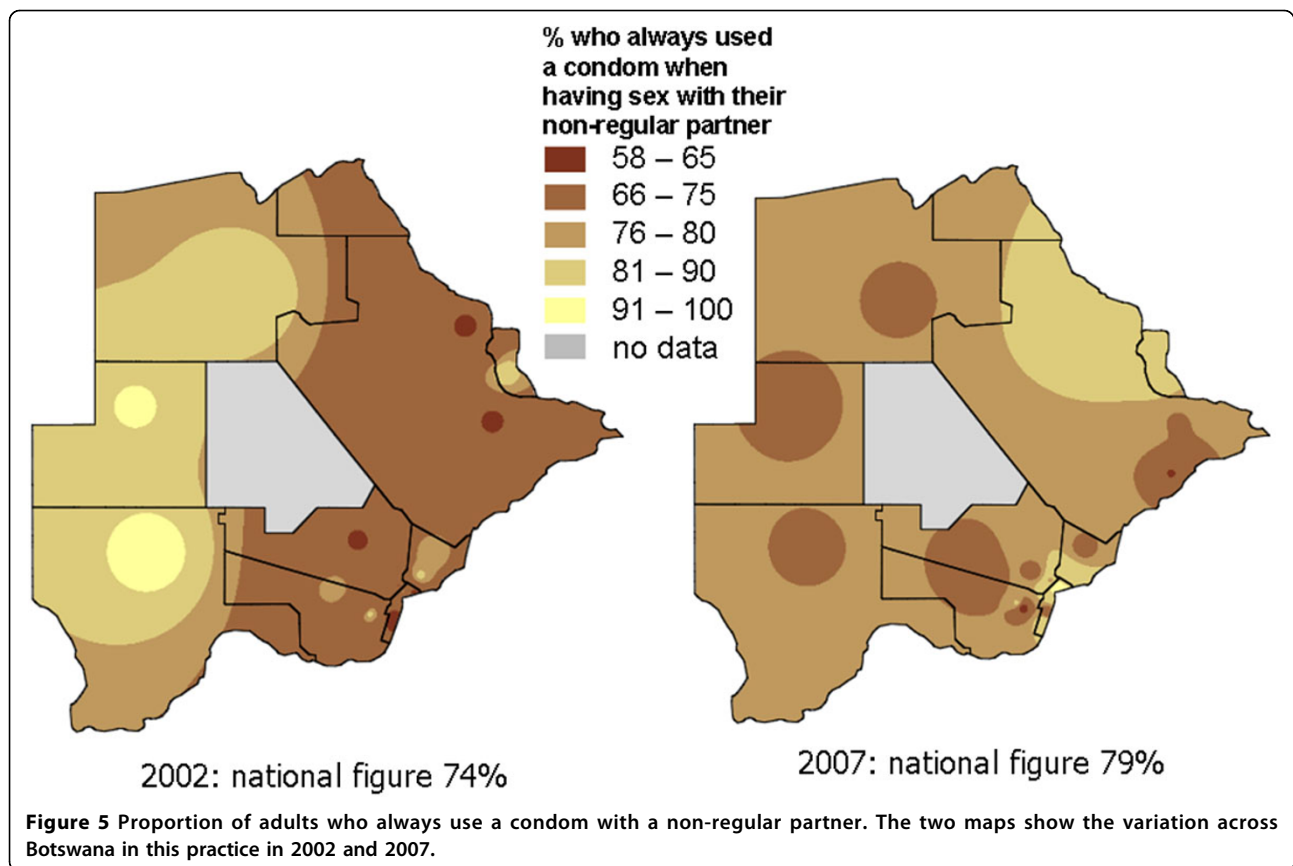 % who always used
a condom when
having sex with their
non-regular partner
58 – 65
66 – 75
76 – 80
81 – 90
91 – 100
no data
2002: national figure 74%
2007: national figure 79%
Figure 5 Proportion of adults who always use a condom with a non-regular partner. The two maps show the variation across
Botswana in this practice in 2002 and 2007.